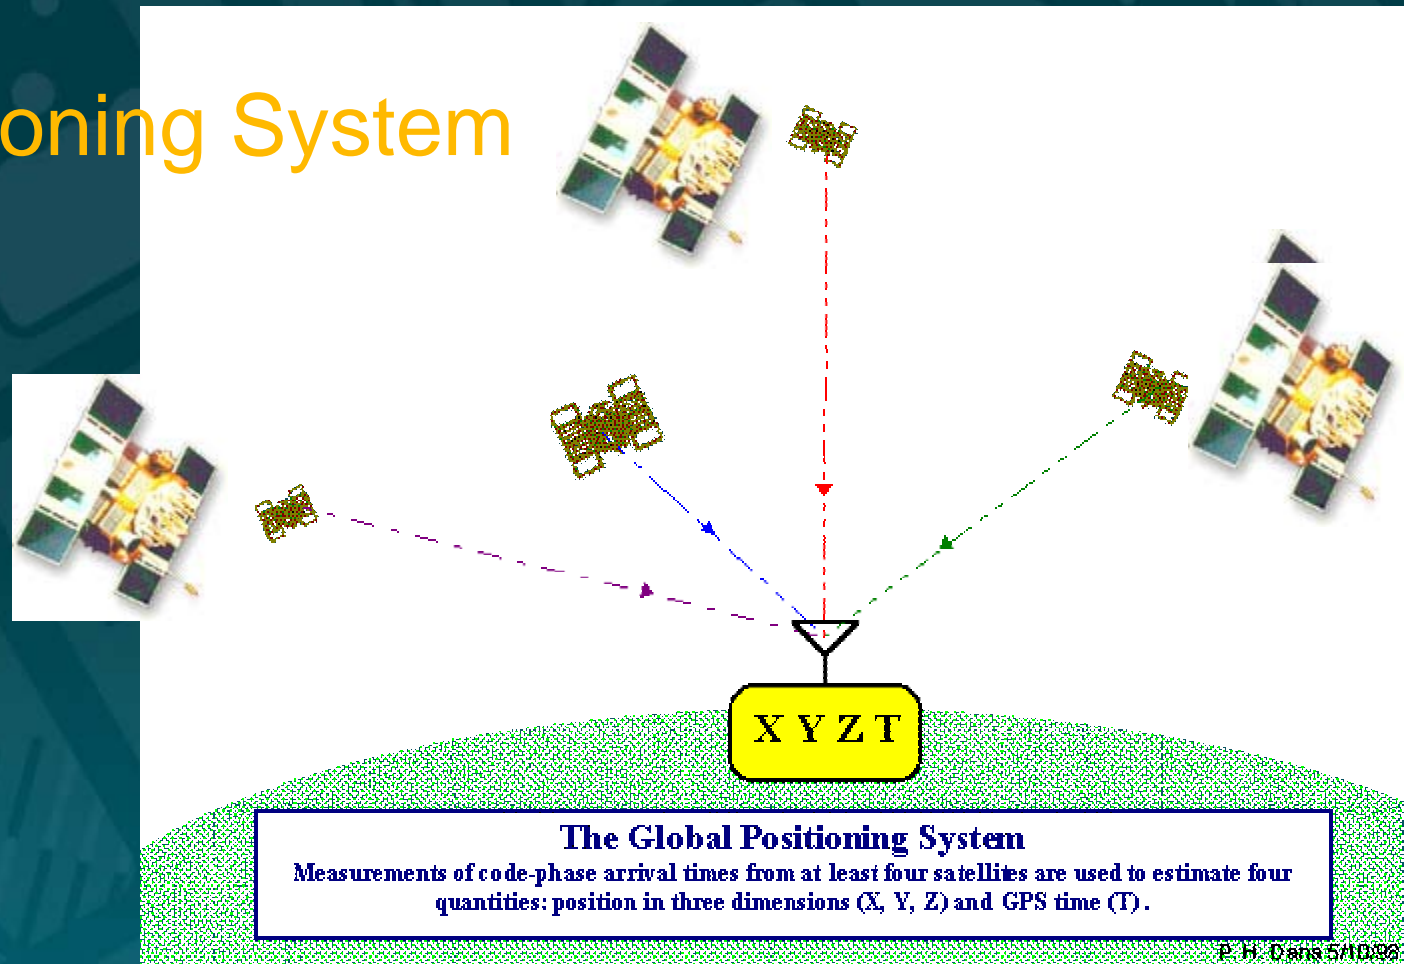 oning System
X Y Z T
The Global Positioning System
Measurements of code-phase arrival times from at least four satellites are used to estimate four
quantities: position in three dimensions (X, Y, Z) and GPS time (T).
P. H. Dana 5/10/98